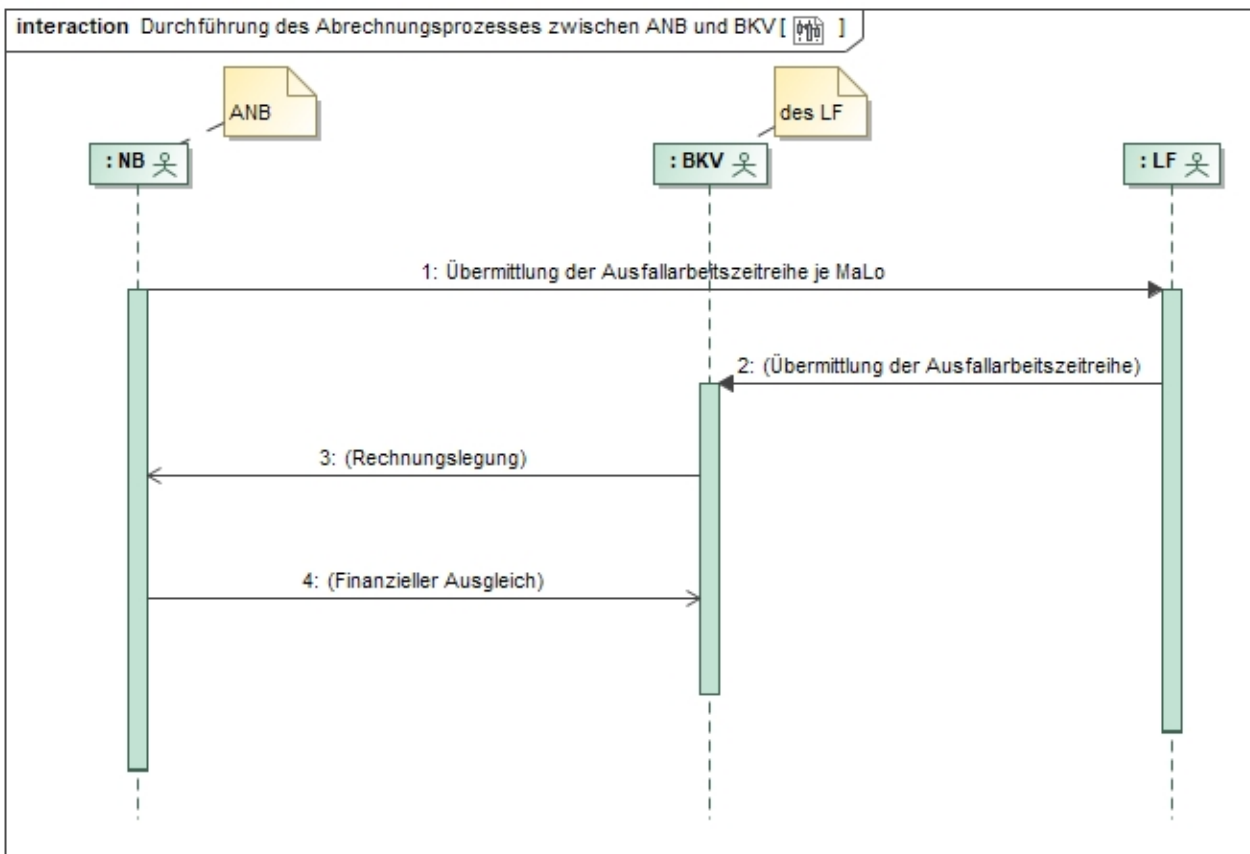 interaction Durchführung des Abrechnungsprozesses zwischen ANB und BKV [ ]
ANB
des LF
: NB
: BKV
: LF
1: Übermittlung der Ausfallarbeitszeitreihe je MaLo
2: (Übermittlung der Ausfallarbeitszeitreihe)
3: (Rechnungslegung)
4: (Finanzieller Ausgleich)